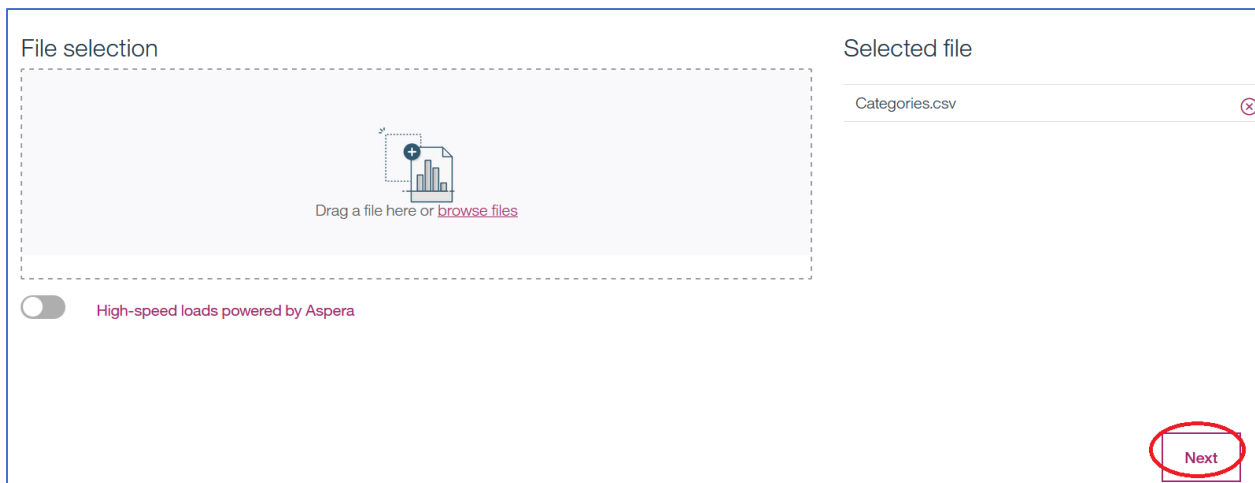 File selection
Selected file
Categories.csv
Drag a file here or browse files
High-speed loads powered by Aspera
Next